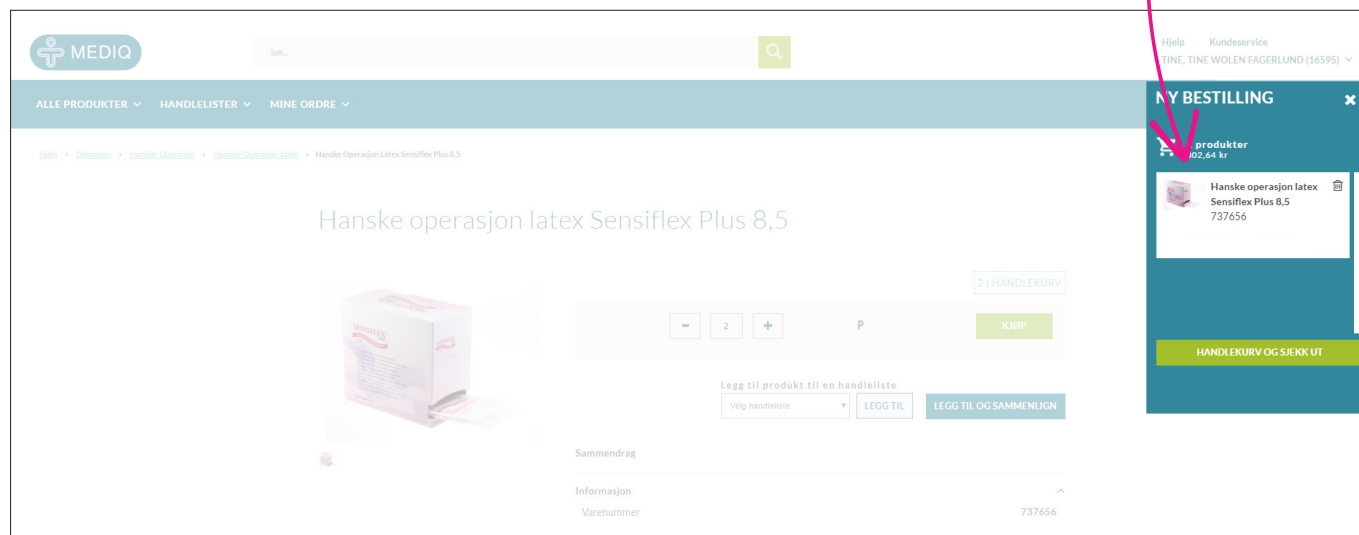 MEDIQ
Søk...
Hjelp Kundeservice
TINE, TINE WOLEN FAGERLUND (16595)
ALLE PRODUKTER HANDLELISTER MINE ORDRE
NY BESTILLING
Hjem > Operasjon > Hansker Operasjon > Hansker Operasjon Latex > Hanske Operasjon Latex Sensiflex Plus 8,5
produkter
802,64 kr
Hanske operasjon latex
Sensiflex Plus 8,5
737656
HANDLEKURV OG SJEKK UT
Hanske operasjon latex Sensiflex Plus 8,5
2 I HANDLEKURV
SENSIFLEX
- 2 + P KJØP
Legg til produkt til en handleliste
Velg handleliste LEGG TIL LEGG TIL OG SAMMENLIGN
Sammendrag
Informasjon
Varenummer 737656